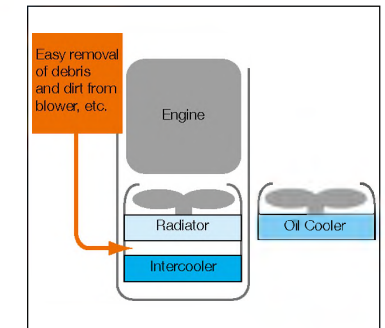 Easy removal
of debris
and dirt from
blower, etc.
Engine
Radiator
Oil Cooler
Intercooler